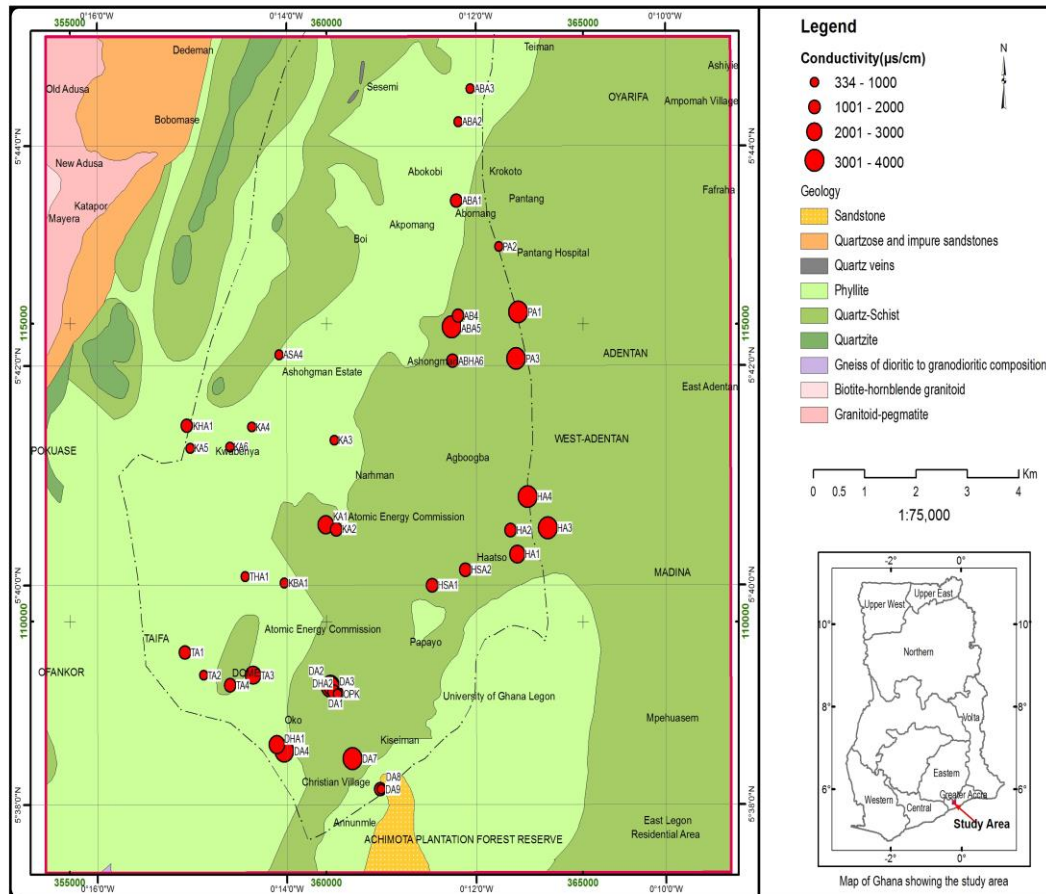 355000
0°16'0"W
0°14'0"W
360000
0°12'0"W
365000
0°10'0"W
Dedeman
Teiman
Ashiyie
Old Adusa
Sesemi
ABA3
OYARIFA
Ampomah Village
Bobomase
ABA2
5°44'0"N
5°44'0"N
New Adusa
Abokobi
Krokoto
Katapor
Fafraha
Mayera
ABA1
Abomang
Pantang
Akpomang
Boi
PA2
Pantang Hospital
115000
AB4
PA1
115000
ABA5
ASA4
Ashongma
ABHA6
PA3
ADENTAN
5°42'0"N
Ashohgman Estate
5°42'0"N
East Adentan
KHA1
KA4
KA3
WEST-ADENTAN
POKUASE
KA5
KA6
Kwabenya
Agboogba
Narhman
HA4
KA1
Atomic Energy Commission
KA2
HA2
HA3
Haatso
HA1
THA1
KBA1
HSA2
HSA1
MADINA
5°40'0"N
5°40'0"N
110000
Atomic Energy Commission
110000
TAIFA
Papayo
TA1
OFANKOR
TA2
DO
TA3
TA4
DA2
DHA2
DA3
OPK
DA1
University of Ghana Legon
Mpehuasem
Oko
DHA1
Kiseiman
DA4
DA7
Christian Village
DA8
DA9
5°38'0"N
5°38'0"N
Annunmle
East Legon
Residential Area
ACHIMOTA PLANTATION FOREST RESERVE
355000
0°16'0"W
0°14'0"W
360000
0°12'0"W
365000
0°10'0"W
Legend
Conductivity(µs/cm)
334 - 1000
1001 - 2000
2001 - 3000
3001 - 4000
N
Geology
Sandstone
Quartzose and impure sandstones
Quartz veins
Phyllite
Quartz-Schist
Quartzite
Gneiss of dioritic to granodioritic composition
Biotite-hornblende granitoid
Granitoid-pegmatite
Km
0 0.5 1 2 3 4
1:75,000
-2° 0°
Upper West
Upper East
10°
10°
Northern
8°
8°
Volta
Eastern
6°
6°
Western
Central
Greater Accra
Study Area
-2° 0°
Map of Ghana showing the study area